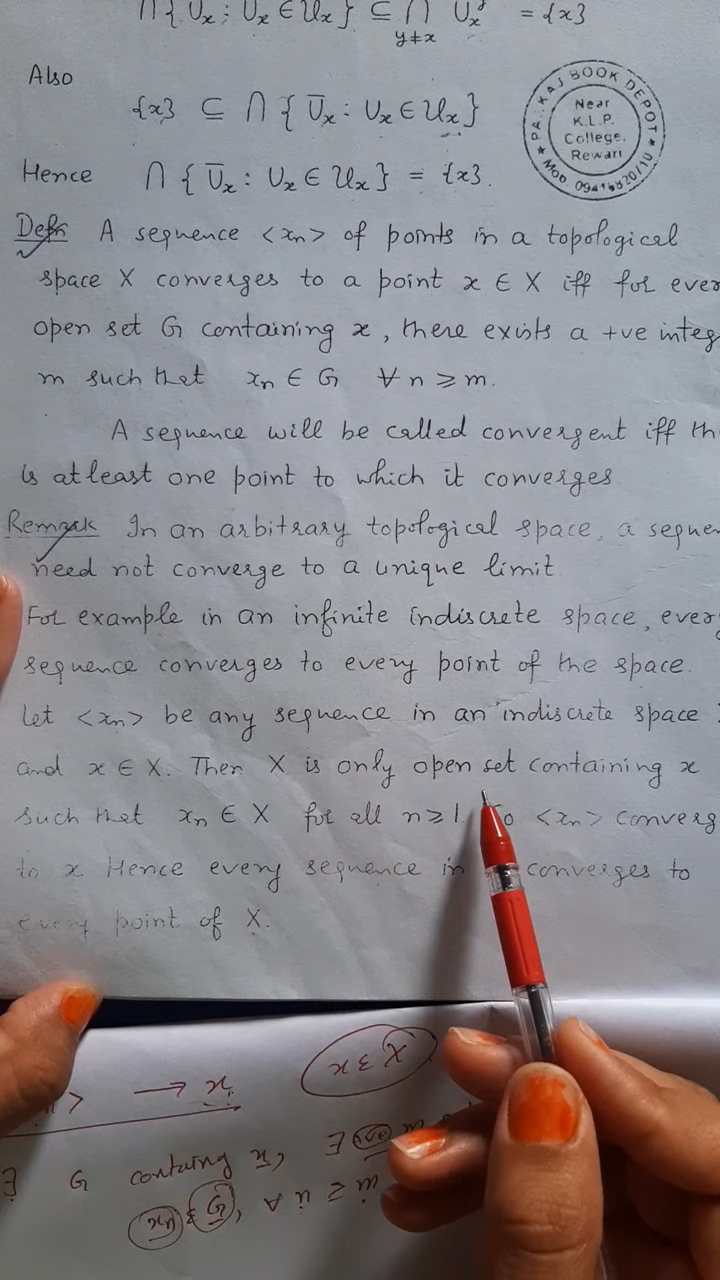 ∩{ Uₓ : Uₓ ∈ 𝒰ₓ } ⊆ ∩ Uₓʸ = {x}
y≠x
Also
{x} ⊆ ∩ { Ūₓ : Uₓ ∈ 𝒰ₓ }
Hence ∩ { Ūₓ : Uₓ ∈ 𝒰ₓ } = {x}.
KAJ BOOK DEPOT
Near
K.L.P.
College.
Rewari
★ Mob.
Defn A sequence <xn> of points in a topological
space X converges to a point x ∈ X iff for ever
open set G containing x, there exists a +ve integ
m such that xn ∈ G ∀ n ≥ m.
A sequence will be called convergent iff th
is atleast one point to which it converges
Remark In an arbitrary topological space, a seque
need not converge to a unique limit.
For example in an infinite indiscrete space, every
sequence converges to every point of the space.
Let <xn> be any sequence in an indiscrete space
and x ∈ X. Then X is only open set containing x
such that xn ∈ X for all n ≥ 1. So <xn> converg
to x. Hence every sequence in converges to
every point of X.
x ∈ X
→ x
G containg x,